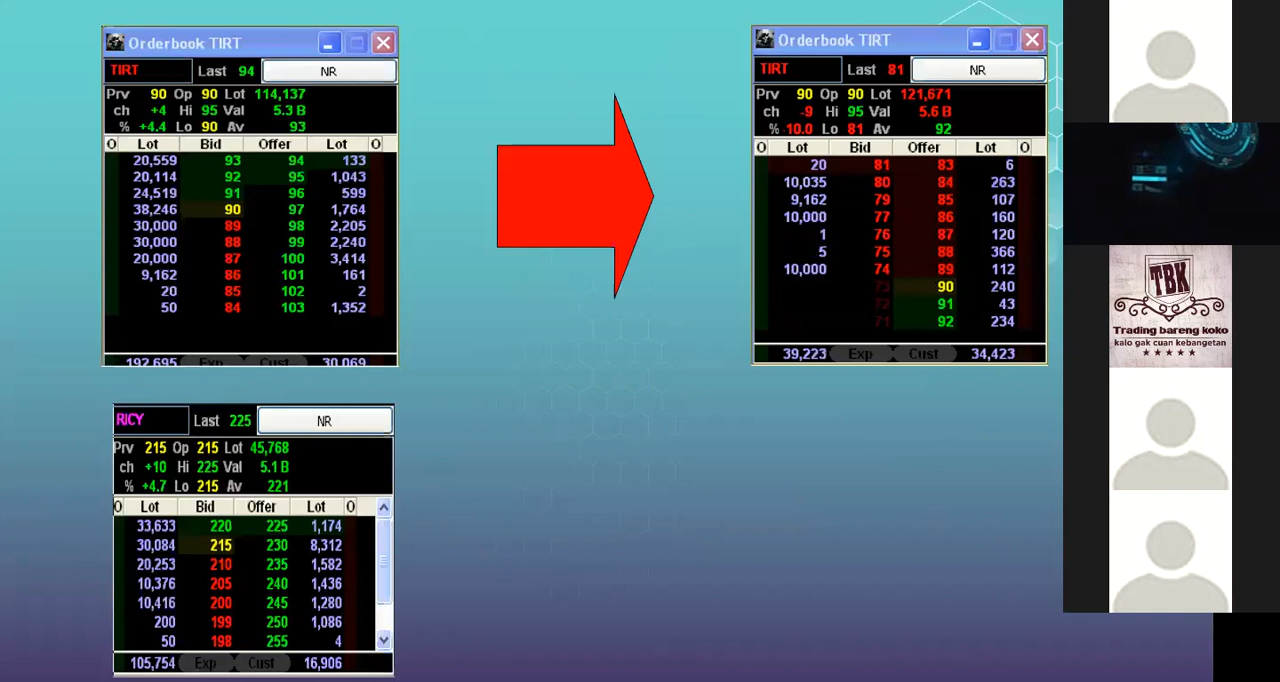 Orderbook TIRT
TIRT Last 94 NR
Prv 90 Op 90 Lot 114,137
ch +4 Hi 95 Val 5.3 B
% +4.4 Lo 90 Av 93
O Lot Bid Offer Lot O
20,559 93 94 133
20,114 92 95 1,043
24,519 91 96 599
38,246 90 97 1,764
30,000 89 98 2,205
30,000 88 99 2,240
20,000 87 100 3,414
9,162 86 101 161
20 85 102 2
50 84 103 1,352
192,695 Exp Cust 30,069
Orderbook TIRT
TIRT Last 81 NR
Prv 90 Op 90 Lot 121,671
ch -9 Hi 95 Val 5.6 B
% -10.0 Lo 81 Av 92
O Lot Bid Offer Lot O
20 81 83 6
10,035 80 84 263
9,162 79 85 107
10,000 77 86 160
1 76 87 120
5 75 88 366
10,000 74 89 112
73 90 240
72 91 43
71 92 234
39,223 Exp Cust 34,423
RICY Last 225 NR
Prv 215 Op 215 Lot 45,768
ch +10 Hi 225 Val 5.1 B
% +4.7 Lo 215 Av 221
O Lot Bid Offer Lot O
33,633 220 225 1,174
30,084 215 230 8,312
20,253 210 235 1,582
10,376 205 240 1,436
10,416 200 245 1,280
200 199 250 1,086
50 198 255 4
105,754 Exp Cust 16,906
TBK
Trading bareng koko
kalo gak cuan kebangetan